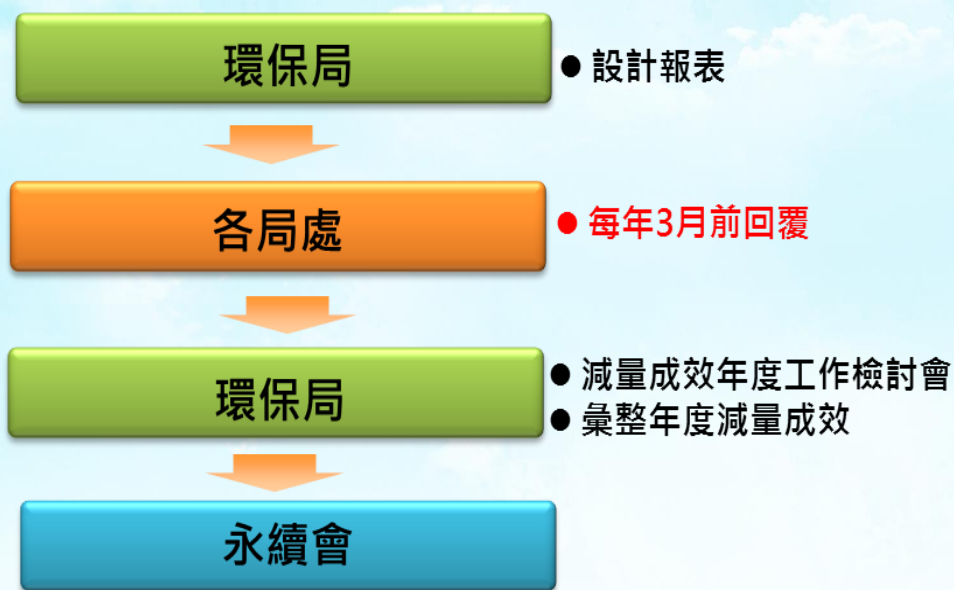 環保局
● 設計報表
各局處
● 每年3月前回覆
環保局
● 減量成效年度工作檢討會
● 彙整年度減量成效
永續會